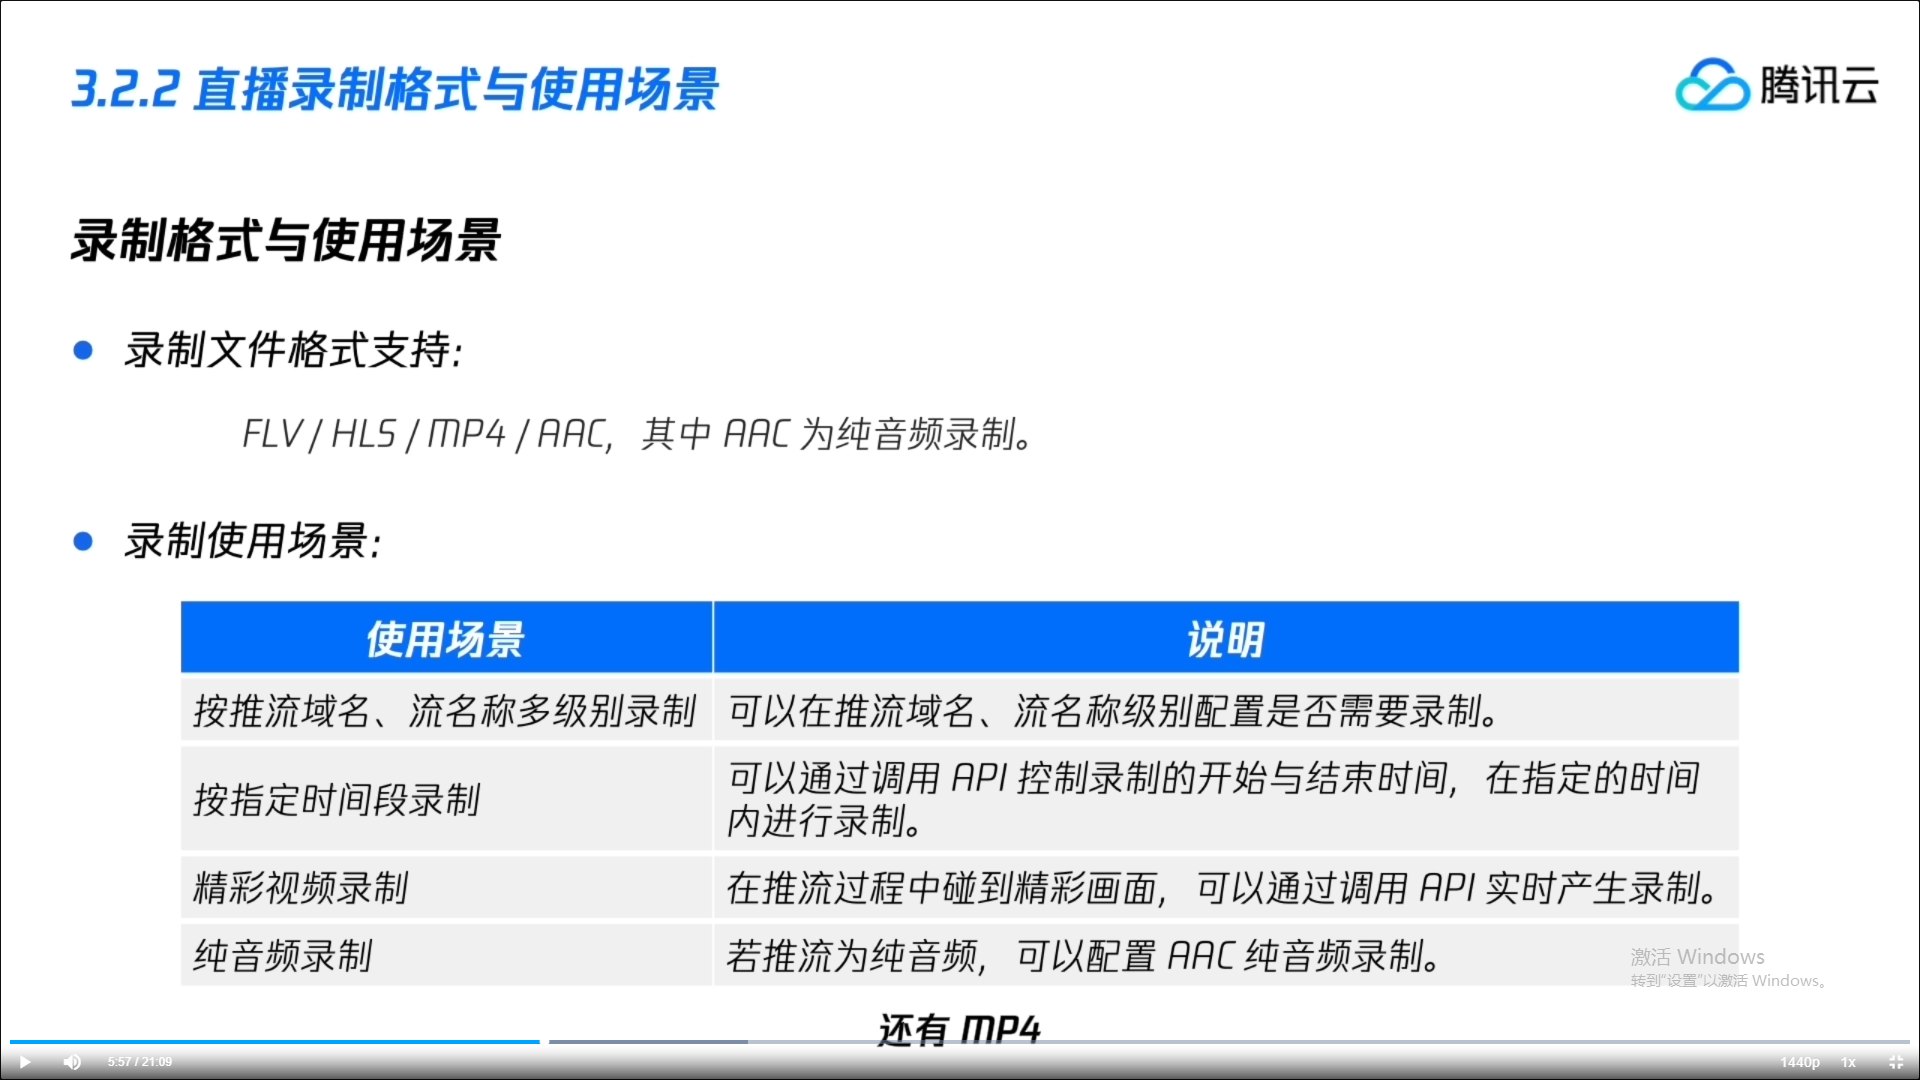 3.2.2 直播录制格式与使用场景
腾讯云
录制格式与使用场景
录制文件格式支持:
FLV / HLS / MP4 / AAC, 其中 AAC 为纯音频录制。
录制使用场景:
使用场景 说明
按推流域名、流名称多级别录制 可以在推流域名、流名称级别配置是否需要录制。
按指定时间段录制 可以通过调用 API 控制录制的开始与结束时间, 在指定的时间
内进行录制。
精彩视频录制 在推流过程中碰到精彩画面, 可以通过调用 API 实时产生录制。
纯音频录制 若推流为纯音频, 可以配置 AAC 纯音频录制。
激活 Windows
转到“设置”以激活 Windows。
还有 MP4
5:57 / 21:09 1440p 1x